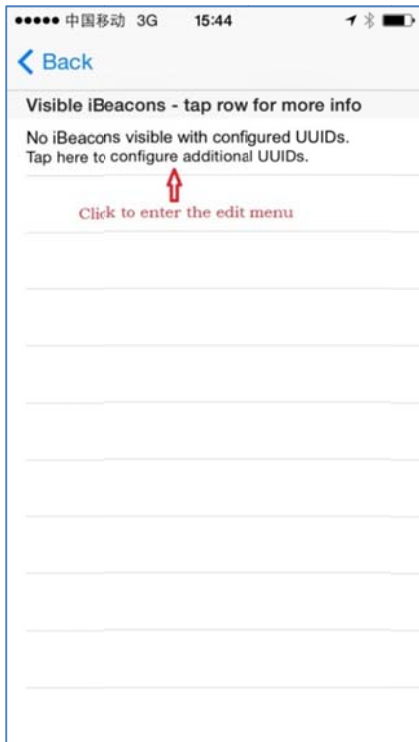 中国移动 3G 15:44
Back
Visible iBeacons - tap row for more info
No iBeacons visible with configured UUIDs.
Tap here to configure additional UUIDs.
Click to enter the edit menu